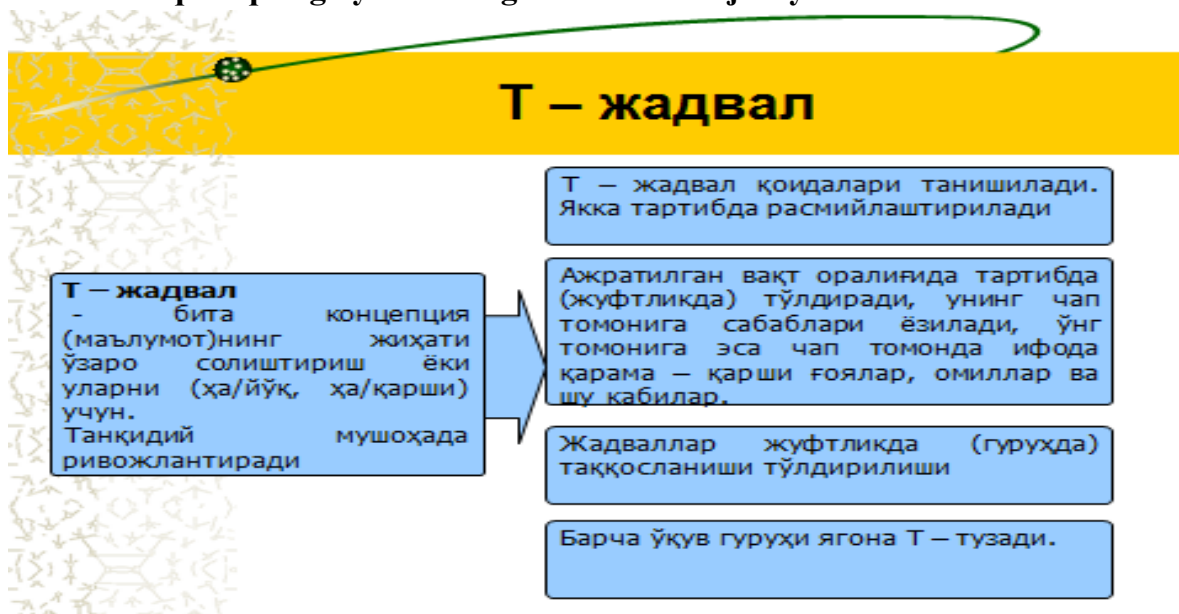 Т – жадвал
Т – жадвал
- бита концепция
(маълумот)нинг жиҳати
ўзаро солиштириш ёки
уларни (ҳа/йўқ, ҳа/қарши)
учун.
Танқидий мушоҳада
ривожлантиради
Т – жадвал қоидалари танишилади.
Якка тартибда расмийлаштирилади
Ажратилган вақт оралиғида тартибда
(жуфтликда) тўлдиради, унинг чап
томонига сабаблари ёзилади, ўнг
томонига эса чап томонда ифода
қарама – қарши ғоялар, омиллар ва
шу кабилар.
Жадваллар жуфтликда (гуруҳда)
таққосланиши тўлдирилиши
Барча ўқув гуруҳи ягона Т – тузади.